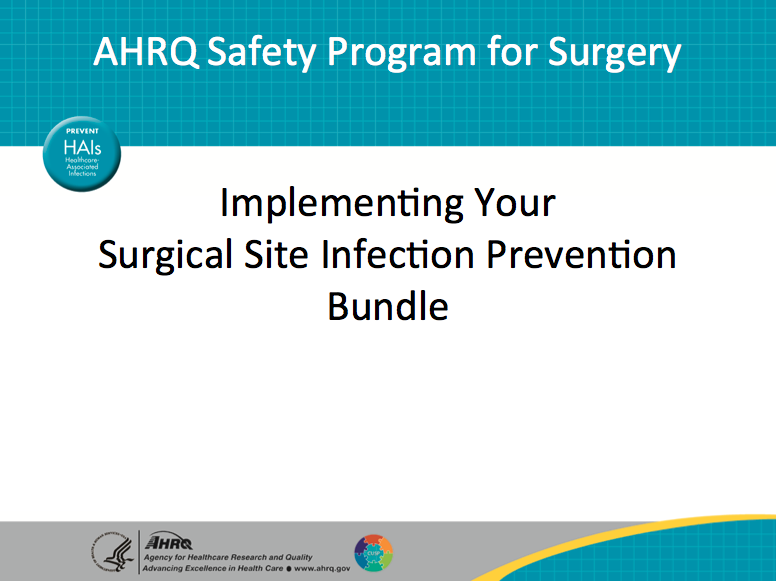 AHRQ Safety Program for Surgery
PREVENT
HAIs
Healthcare-
Associated
Infections
Implementing Your
Surgical Site Infection Prevention
Bundle
AHRQ
Agency for Healthcare Research and Quality
Advancing Excellence in Health Care ● www.ahrq.gov